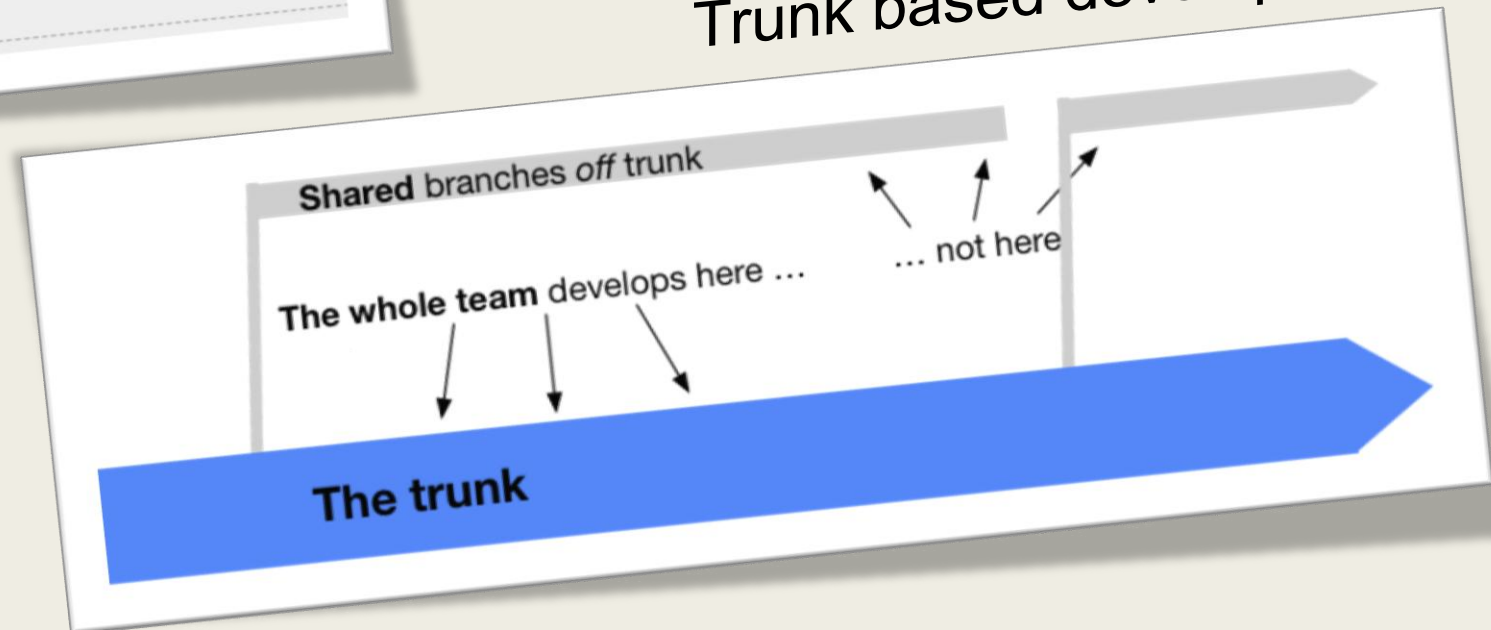 Trunk based
Shared branches off trunk
The whole team develops here …
… not here
The trunk